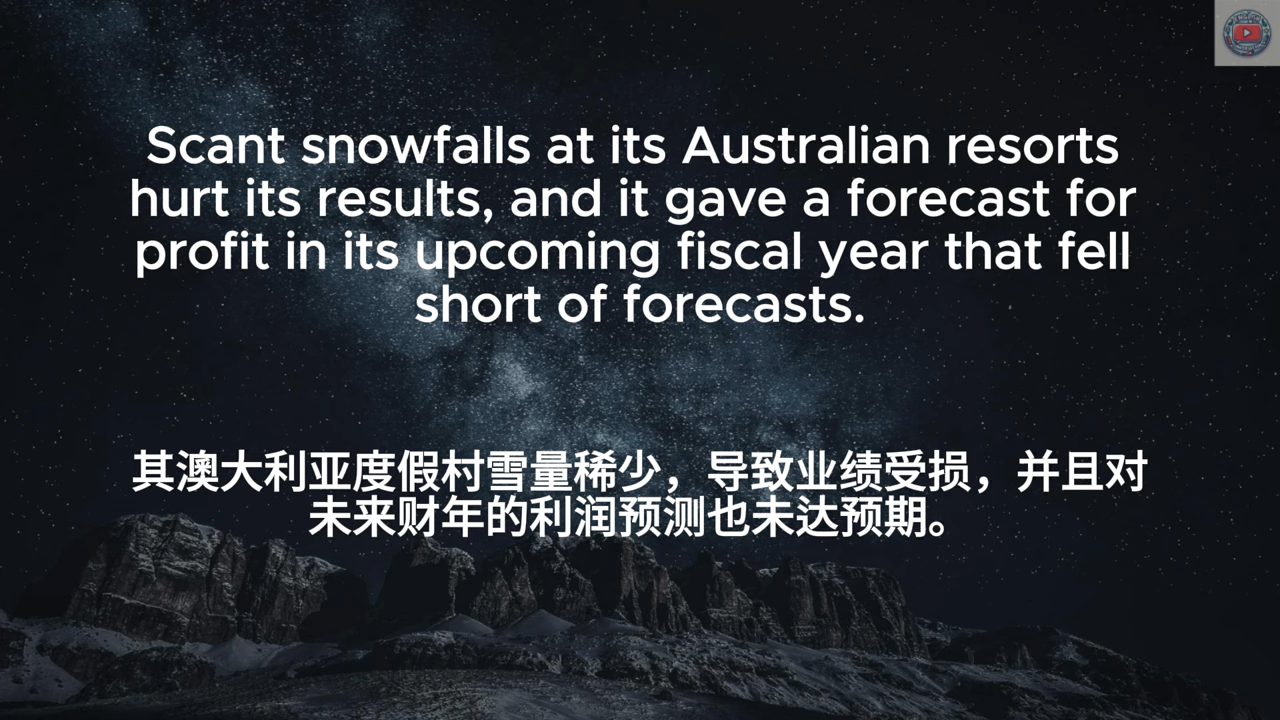 Scant snowfalls at its Australian resorts
hurt its results, and it gave a forecast for
profit in its upcoming fiscal year that fell
short of forecasts.
其澳大利亚度假村雪量稀少，导致业绩受损，并且对
未来财年的利润预测也未达预期。